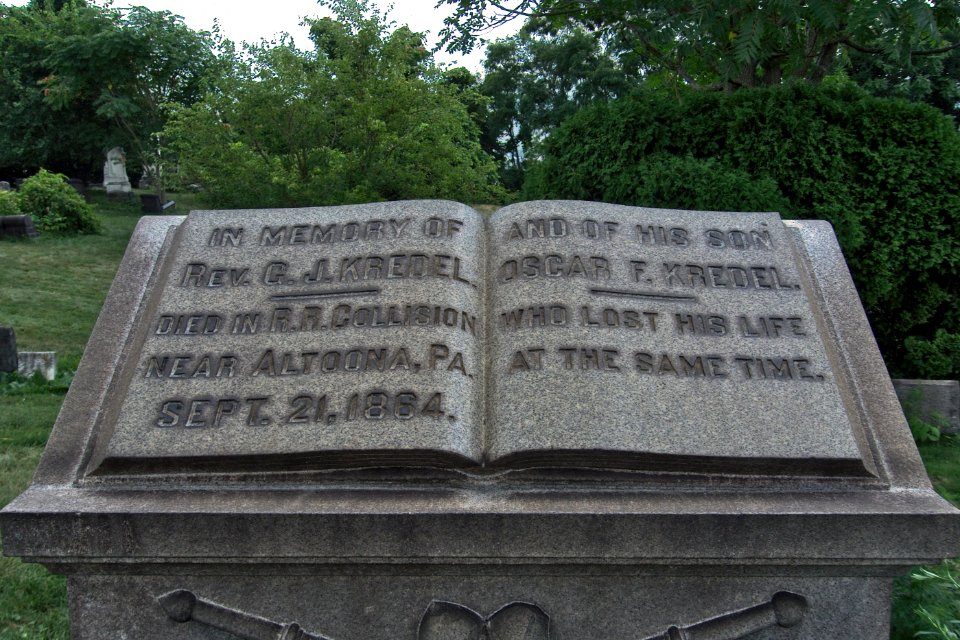 IN MEMORY OF
REV. G. J. KREDEL,
DIED IN R.R. COLLISION
NEAR ALTOONA, PA.
SEPT. 21, 1864.
AND OF HIS SON
OSCAR F. KREDEL.
WHO LOST HIS LIFE
AT THE SAME TIME.